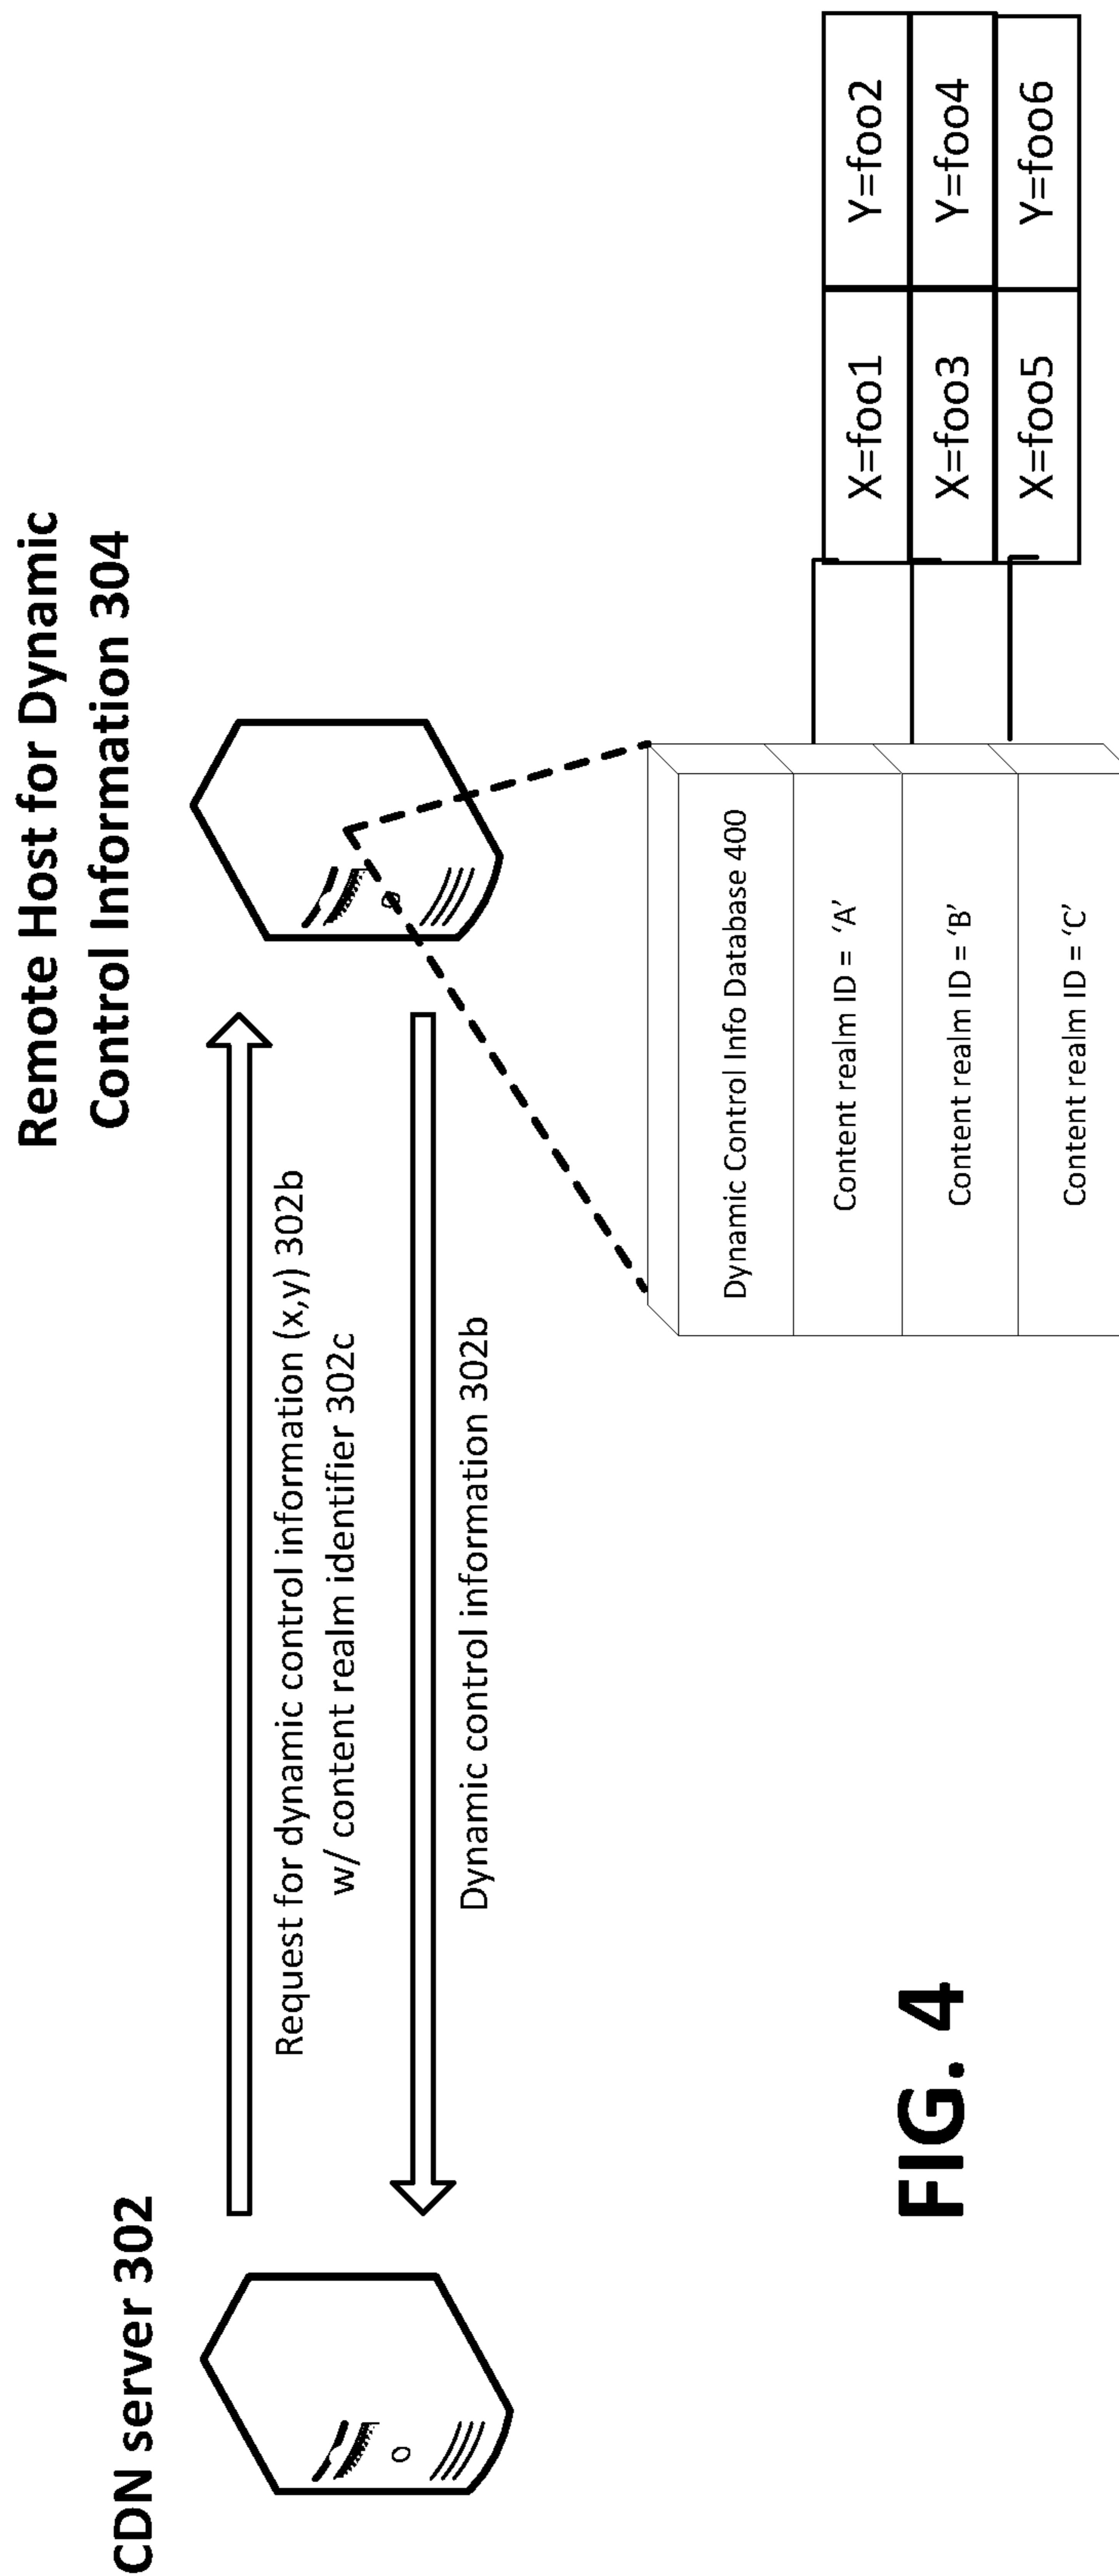 CDN server 302
Remote Host for Dynamic
Control Information 304
Request for dynamic control information (x,y) 302b
w/ content realm identifier 302c
Dynamic control information 302b
Dynamic Control Info Database 400
Content realm ID = ‘A’
X=foo1
Y=foo2
Content realm ID = ‘B’
X=foo3
Y=foo4
Content realm ID = ‘C’
X=foo5
Y=foo6
FIG. 4